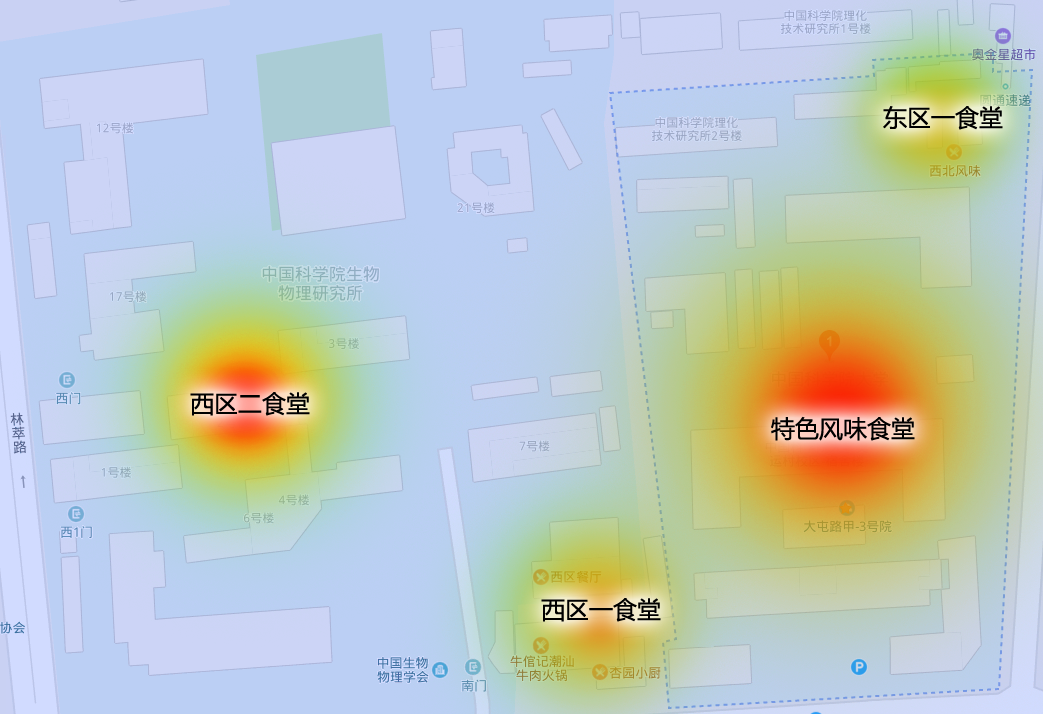 中国科学院理化
技术研究所1号楼
奥金星超市
圆通速递
东区一食堂
12号楼
中国科学院理化
技术研究所2号楼
西北风味
21号楼
中国科学院生物
物理研究所
17号楼
3号楼
1
西门
西区二食堂
林萃路
↑
特色风味食堂
7号楼
1号楼
4号楼
6号楼
西1门
大屯路甲-3号院
西区餐厅
西区一食堂
协会
中国生物
物理学会
南门
牛倌记潮汕
牛肉火锅
杏园小厨
P